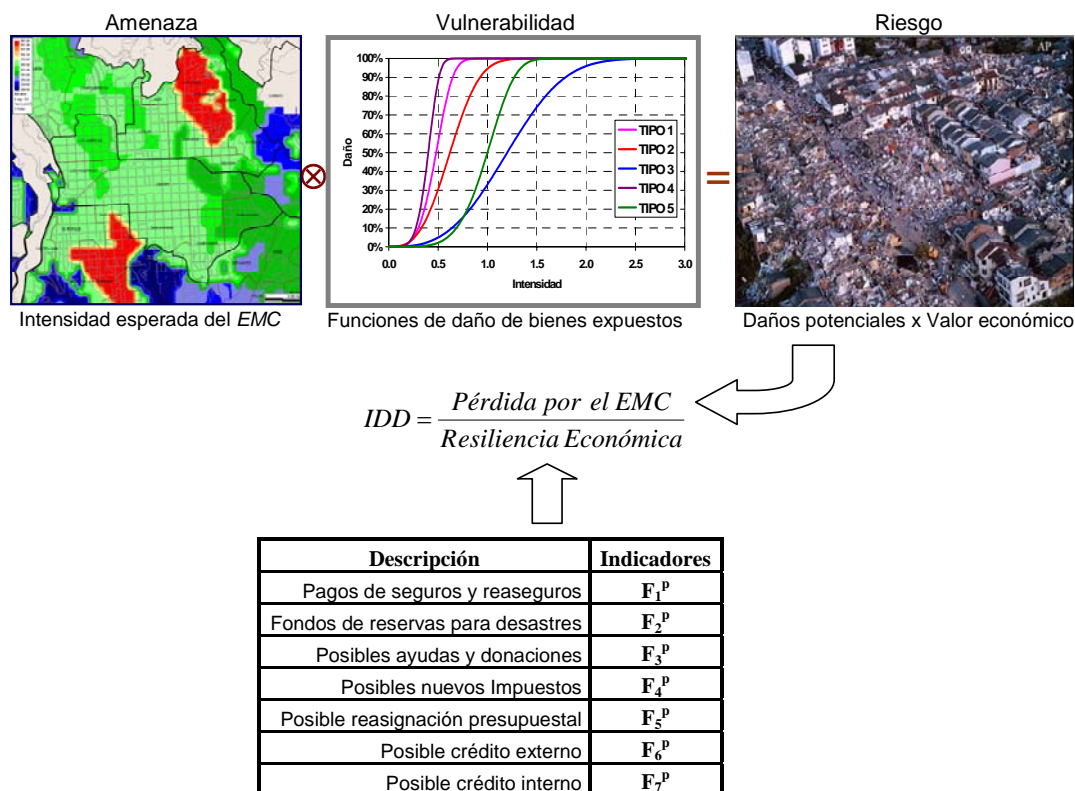 Amenaza
Vulnerabilidad
Riesgo
100%
90%
80%
70%
60%
50%
40%
30%
20%
10%
0%
Daño
0.0 0.5 1.0 1.5 2.0 2.5 3.0
Intensidad
TIPO 1
TIPO 2
TIPO 3
TIPO 4
TIPO 5
=
AP
Intensidad esperada del EMC
Funciones de daño de bienes expuestos
Daños potenciales x Valor económico
IDD = Pérdida por el EMC
Resiliencia Económica
Descripción Indicadores
Pagos de seguros y reaseguros F₁ᵖ
Fondos de reservas para desastres F₂ᵖ
Posibles ayudas y donaciones F₃ᵖ
Posibles nuevos Impuestos F₄ᵖ
Posible reasignación presupuestal F₅ᵖ
Posible crédito externo F₆ᵖ
Posible crédito interno F₇ᵖ